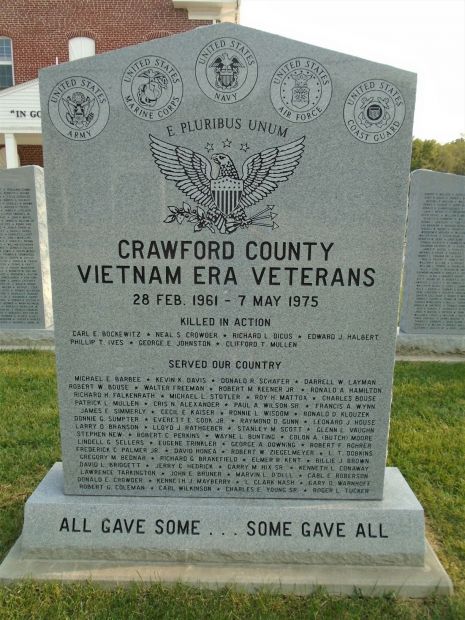 "IN GO
UNITED STATES
ARMY
UNITED STATES
MARINE CORPS
UNITED STATES
NAVY
UNITED STATES
AIR FORCE
UNITED STATES
COAST GUARD
E PLURIBUS UNUM
CRAWFORD COUNTY
VIETNAM ERA VETERANS
28 FEB. 1961 - 7 MAY 1975
KILLED IN ACTION
CARL E. BOCKEWITZ ★ NEAL S. CROWDER ★ RICHARD L. DICUS ★ EDWARD J. HALBERT
PHILLIP T. IVES ★ GEORGE E. JOHNSTON ★ CLIFFORD T. MULLEN
SERVED OUR COUNTRY
MICHAEL E. BARBEE ★ KEVIN K. DAVIS ★ DONALD R. SCHAFER ★ DARRELL W. LAYMAN
ROBERT W. BOUSE ★ WALTER FREEMAN ★ ROBERT M. KEENER JR. ★ RONALD A. HAMILTON
RICHARD H. FALKENRATH ★ MICHAEL L. STOTLER ★ ROY H. MATTOX ★ CHARLES BOUSE
PATRICK L. MULLEN ★ CRIS N. ALEXANDER ★ PAUL A. WILSON SR. ★ FRANCIS A. WYNN
JAMES E. SIMMERLY ★ CECIL E. KAISER ★ RONNIE L. WISDOM ★ RONALD D. KLOUZEK
DONNIE G. SUMPTER ★ EVERETT E. COOK JR. ★ RAYMOND D. GUNN ★ LEONARD J. HOUSE
LARRY O. BRANSON ★ LLOYD J. RATHGEBER ★ STANLEY M. SCOTT ★ GLENN L. VAUGHN
STEPHEN NEW ★ ROBERT C. PERKINS ★ WAYNE L. BUNTING ★ COLON A. (BUTCH) MOORE
LINDELL G. SELLERS ★ EUGENE TRINKLER ★ GEORGE A. DOWNING ★ ROBERT F. ROHRER
FREDERICK C. PALMER JR. ★ DAVID HONEA ★ ROBERT W. ZIEGELMEYER ★ L. T. DODKINS
GREGORY M. BEDNAR ★ RICHARD G. BRAKEFIELD ★ ELMER R. KENT ★ BILLIE J. BROWN
DAVID L. BRIDGETT ★ JERRY C. HEDRICK ★ GARRY M. RIX SR. ★ KENNETH L. CONAWAY
LAWRENCE TARRINGTON ★ JOHN E. BRUNER ★ MARVIN L. O'DELL ★ CARL E. ROBERSON
DONALD E. CROWDER ★ KENNETH J. MAYBERRY ★ L. CLARK NASH ★ GARY D. WARNHOFF
ROBERT G. COLEMAN ★ CARL WILKINSON ★ CHARLES E. YOUNG SR. ★ ROGER L. TUCKER
ALL GAVE SOME . . . SOME GAVE ALL